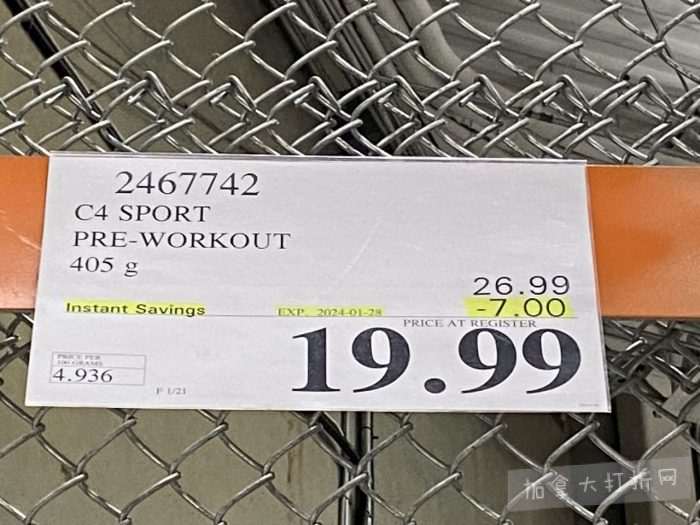 2467742
C4 SPORT
PRE-WORKOUT
405 g
26.99
Instant Savings EXP. 2024-01-28 -7.00
PRICE AT REGISTER
19.99
PRICE PER
100 GRAMS
4.936
P 1/21
加拿大打折网